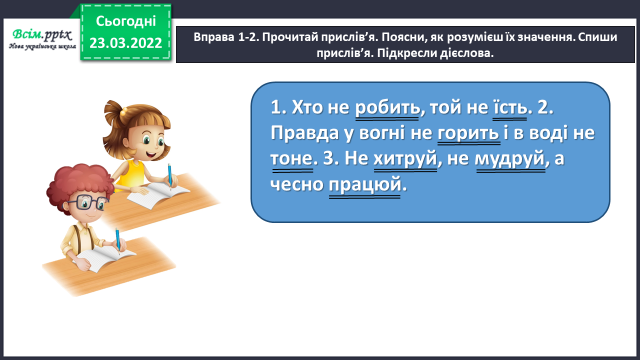 Всім.pptx
Нова українська школа
Сьогодні
23.03.2022
Вправа 1-2. Прочитай прислів’я. Поясни, як розумієш їх значення. Спиши
прислів’я. Підкресли дієслова.
1. Хто не робить, той не їсть. 2.
Правда у вогні не горить і в воді не
тоне. 3. Не хитруй, не мудруй, а
чесно працюй.